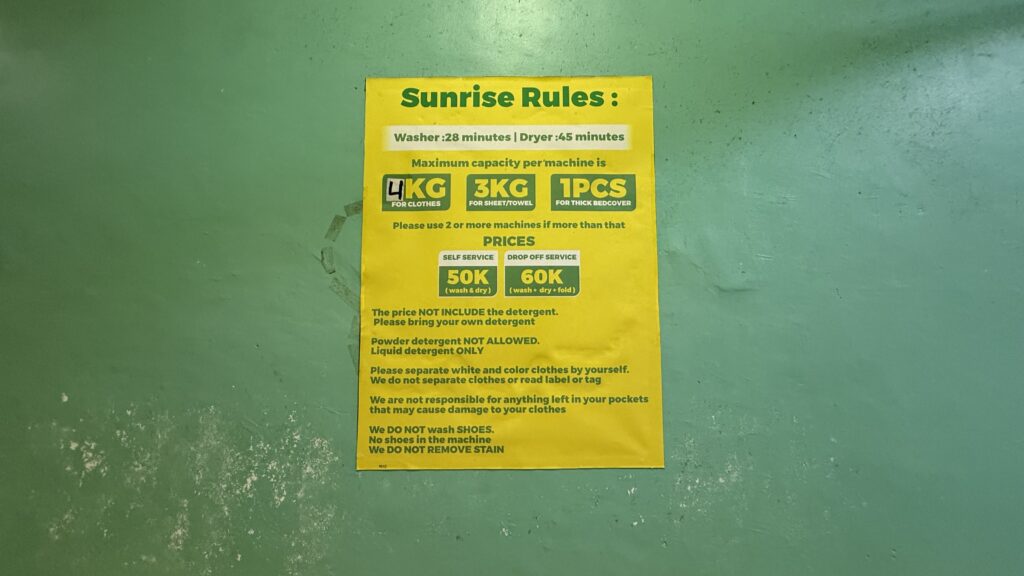 Sunrise Rules :
Washer :28 minutes | Dryer :45 minutes
Maximum capacity per machine is
4KG
FOR CLOTHES
3KG
FOR SHEET/TOWEL
1PCS
FOR THICK BEDCOVER
Please use 2 or more machines if more than that
PRICES
SELF SERVICE
50K
( wash & dry )
DROP OFF SERVICE
60K
( wash + dry + fold )
The price NOT INCLUDE the detergent.
Please bring your own detergent
Powder detergent NOT ALLOWED.
Liquid detergent ONLY
Please separate white and color clothes by yourself.
We do not separate clothes or read label or tag
We are not responsible for anything left in your pockets
that may cause damage to your clothes
We DO NOT wash SHOES.
No shoes in the machine
We DO NOT REMOVE STAIN